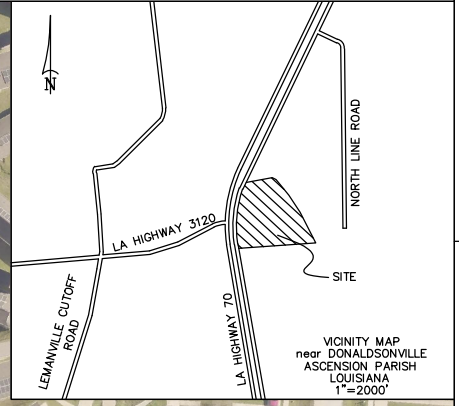 N
NORTH LINE ROAD
LA HIGHWAY 3120
SITE
LEMANVILLE CUTOFF
ROAD
LA HIGHWAY 70
VICINITY MAP
near DONALDSONVILLE
ASCENSION PARISH
LOUISIANA
1"=2000'